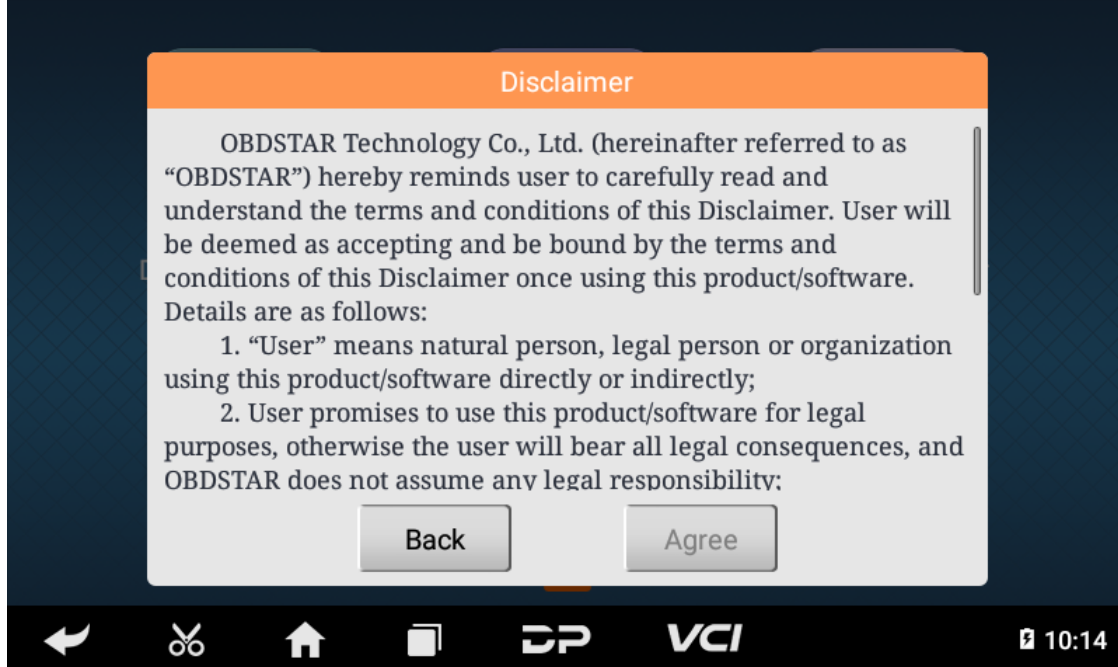 Disclaimer
OBDSTAR Technology Co., Ltd. (hereinafter referred to as
“OBDSTAR”) hereby reminds user to carefully read and
understand the terms and conditions of this Disclaimer. User will
be deemed as accepting and be bound by the terms and
conditions of this Disclaimer once using this product/software.
Details are as follows:
1. “User” means natural person, legal person or organization
using this product/software directly or indirectly;
2. User promises to use this product/software for legal
purposes, otherwise the user will bear all legal consequences, and
OBDSTAR does not assume any legal responsibility;
Back Agree
DP VCI 10:14